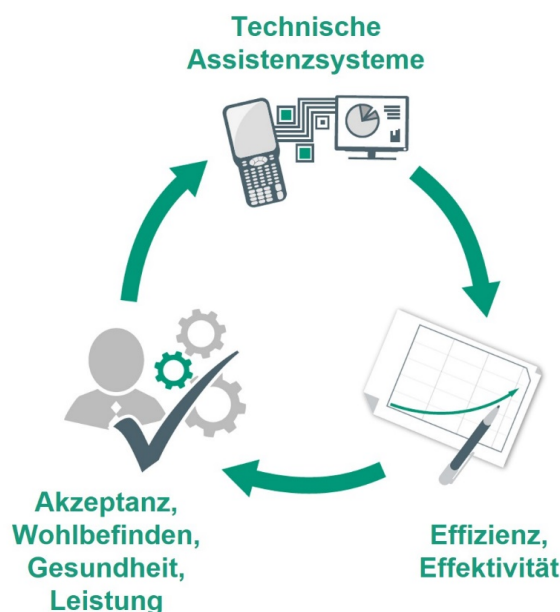 Technische
Assistenzsysteme
Akzeptanz,
Wohlbefinden,
Gesundheit,
Leistung
Effizienz,
Effektivität